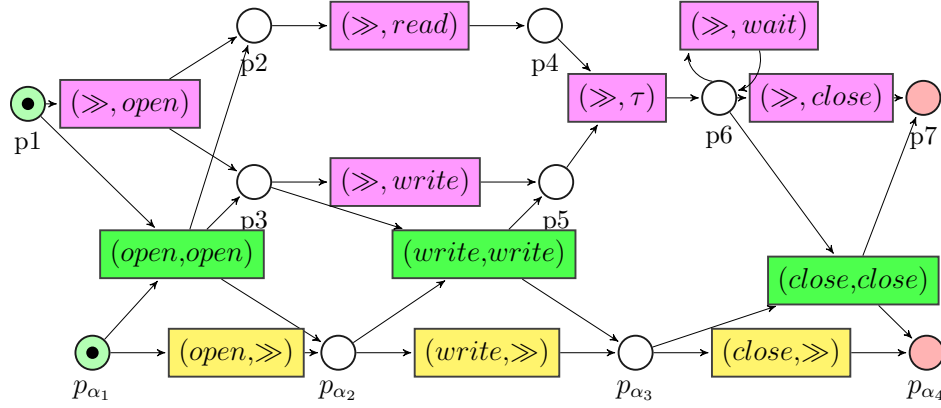 (≫, read)
(≫, wait)
p2
p4
(≫, open)
(≫, τ)
(≫, close)
p1
p6
p7
(≫, write)
p3
p5
(open,open)
(write,write)
(close,close)
(open,≫)
(write,≫)
(close,≫)
pα1
pα2
pα3
pα4